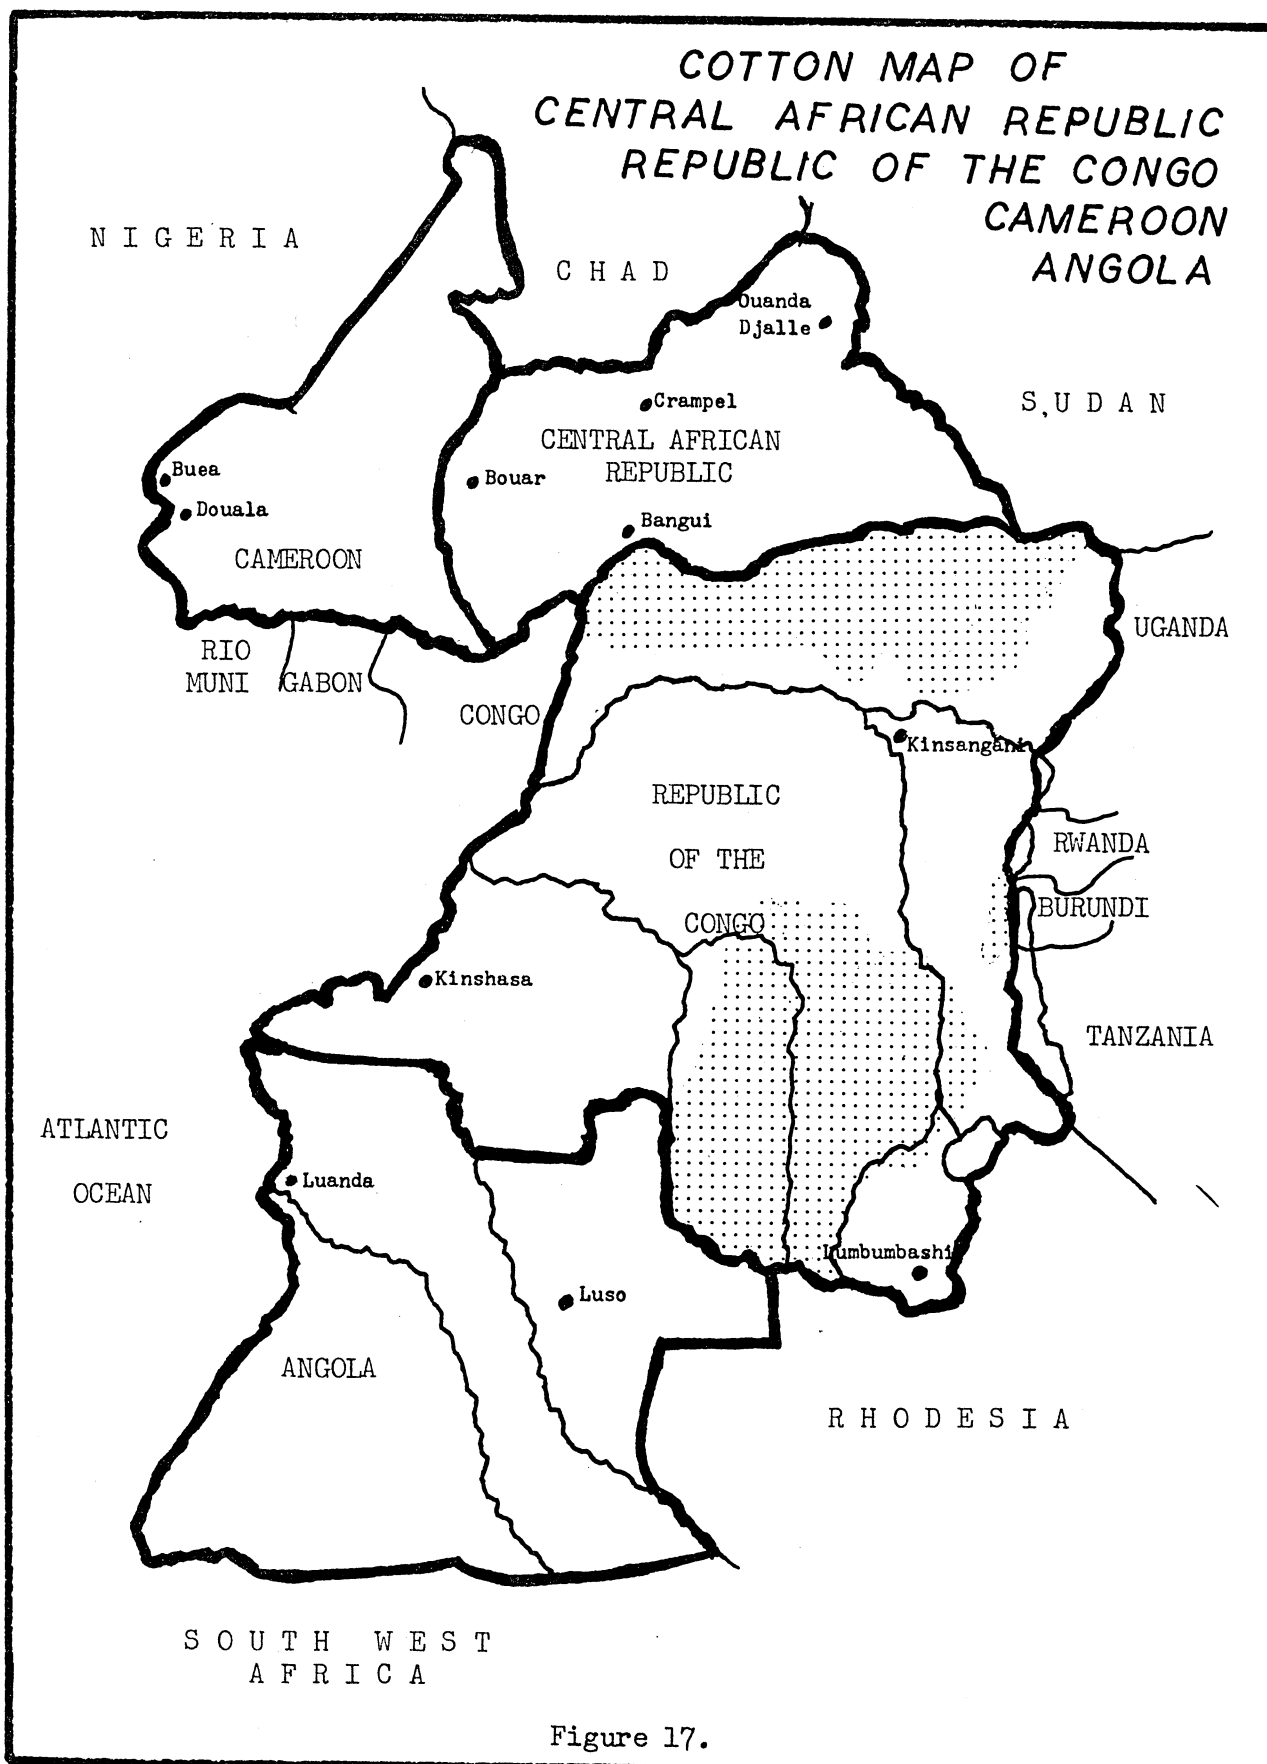 COTTON MAP OF
CENTRAL AFRICAN REPUBLIC
REPUBLIC OF THE CONGO
CAMEROON
ANGOLA
NIGERIA
CHAD
Ouanda
Djalle
SUDAN
Crampel
CENTRAL AFRICAN
REPUBLIC
Buea
Bouar
Douala
Bangui
CAMEROON
UGANDA
RIO
MUNI
GABON
CONGO
Kinsangani
REPUBLIC
OF THE
CONGO
RWANDA
BURUNDI
Kinshasa
TANZANIA
ATLANTIC
OCEAN
Luanda
Lumbumbashi
Luso
ANGOLA
RHODESIA
SOUTH WEST
AFRICA
Figure 17.